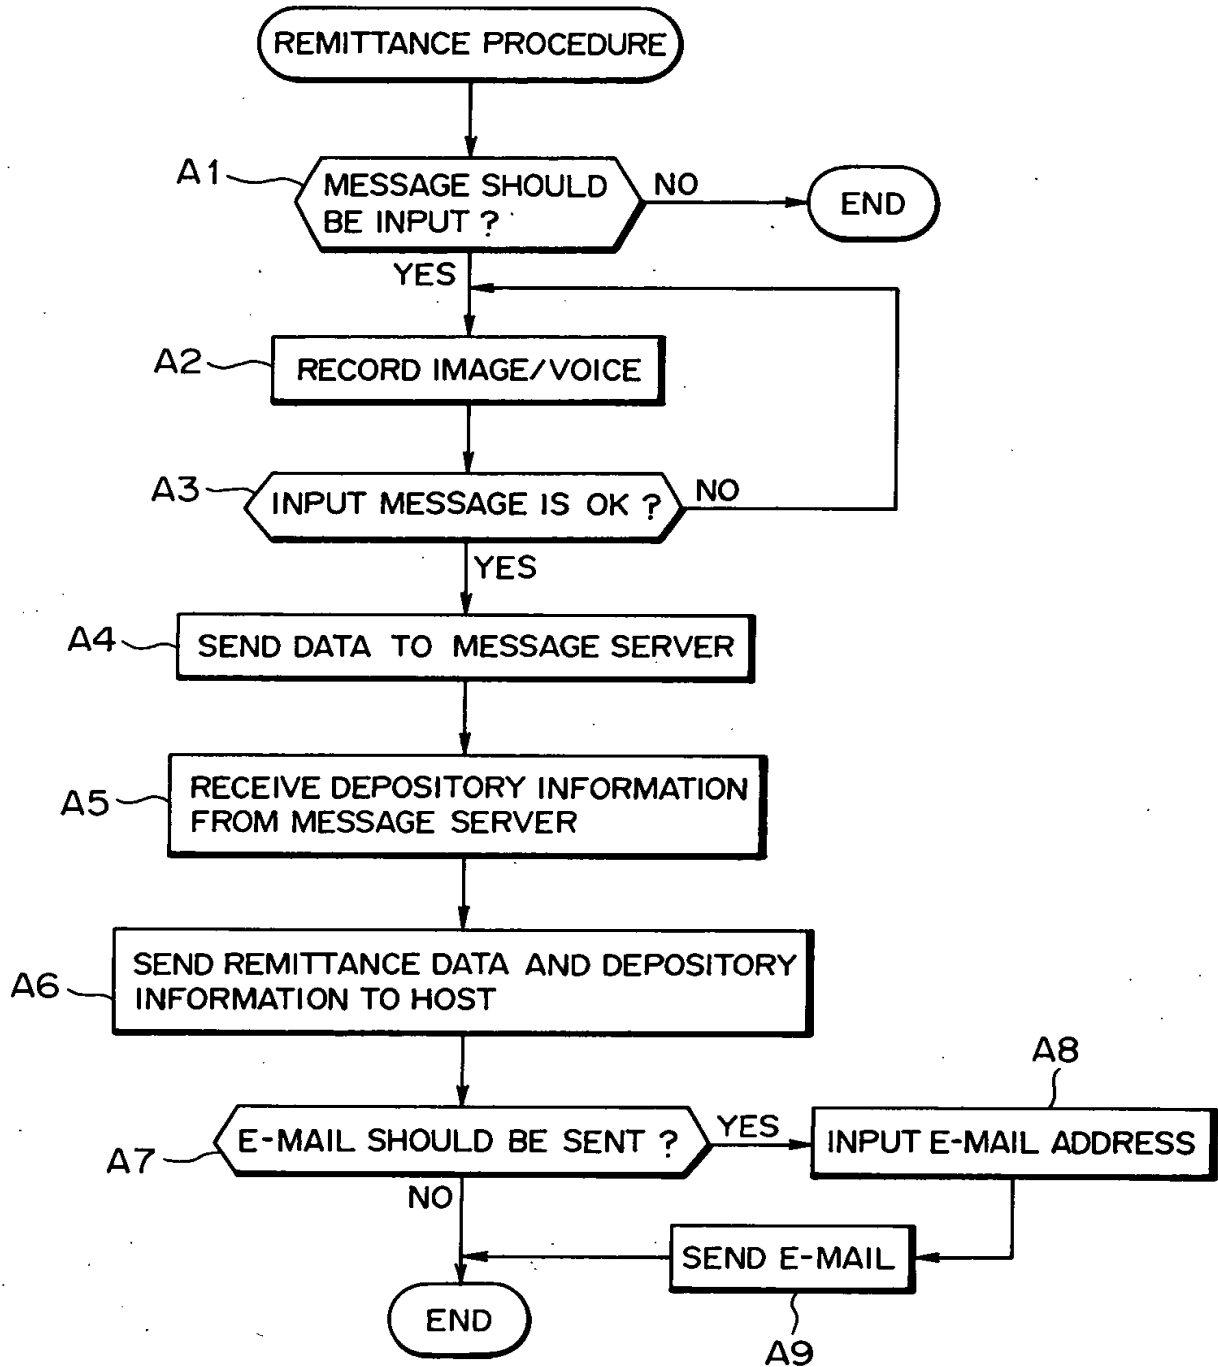 REMITTANCE PROCEDURE
A1
MESSAGE SHOULD
BE INPUT ?
NO
END
YES
A2
RECORD IMAGE/VOICE
A3
INPUT MESSAGE IS OK ?
NO
YES
A4
SEND DATA TO MESSAGE SERVER
A5
RECEIVE DEPOSITORY INFORMATION
FROM MESSAGE SERVER
A6
SEND REMITTANCE DATA AND DEPOSITORY
INFORMATION TO HOST
A7
E-MAIL SHOULD BE SENT ?
YES
A8
INPUT E-MAIL ADDRESS
NO
SEND E-MAIL
A9
END